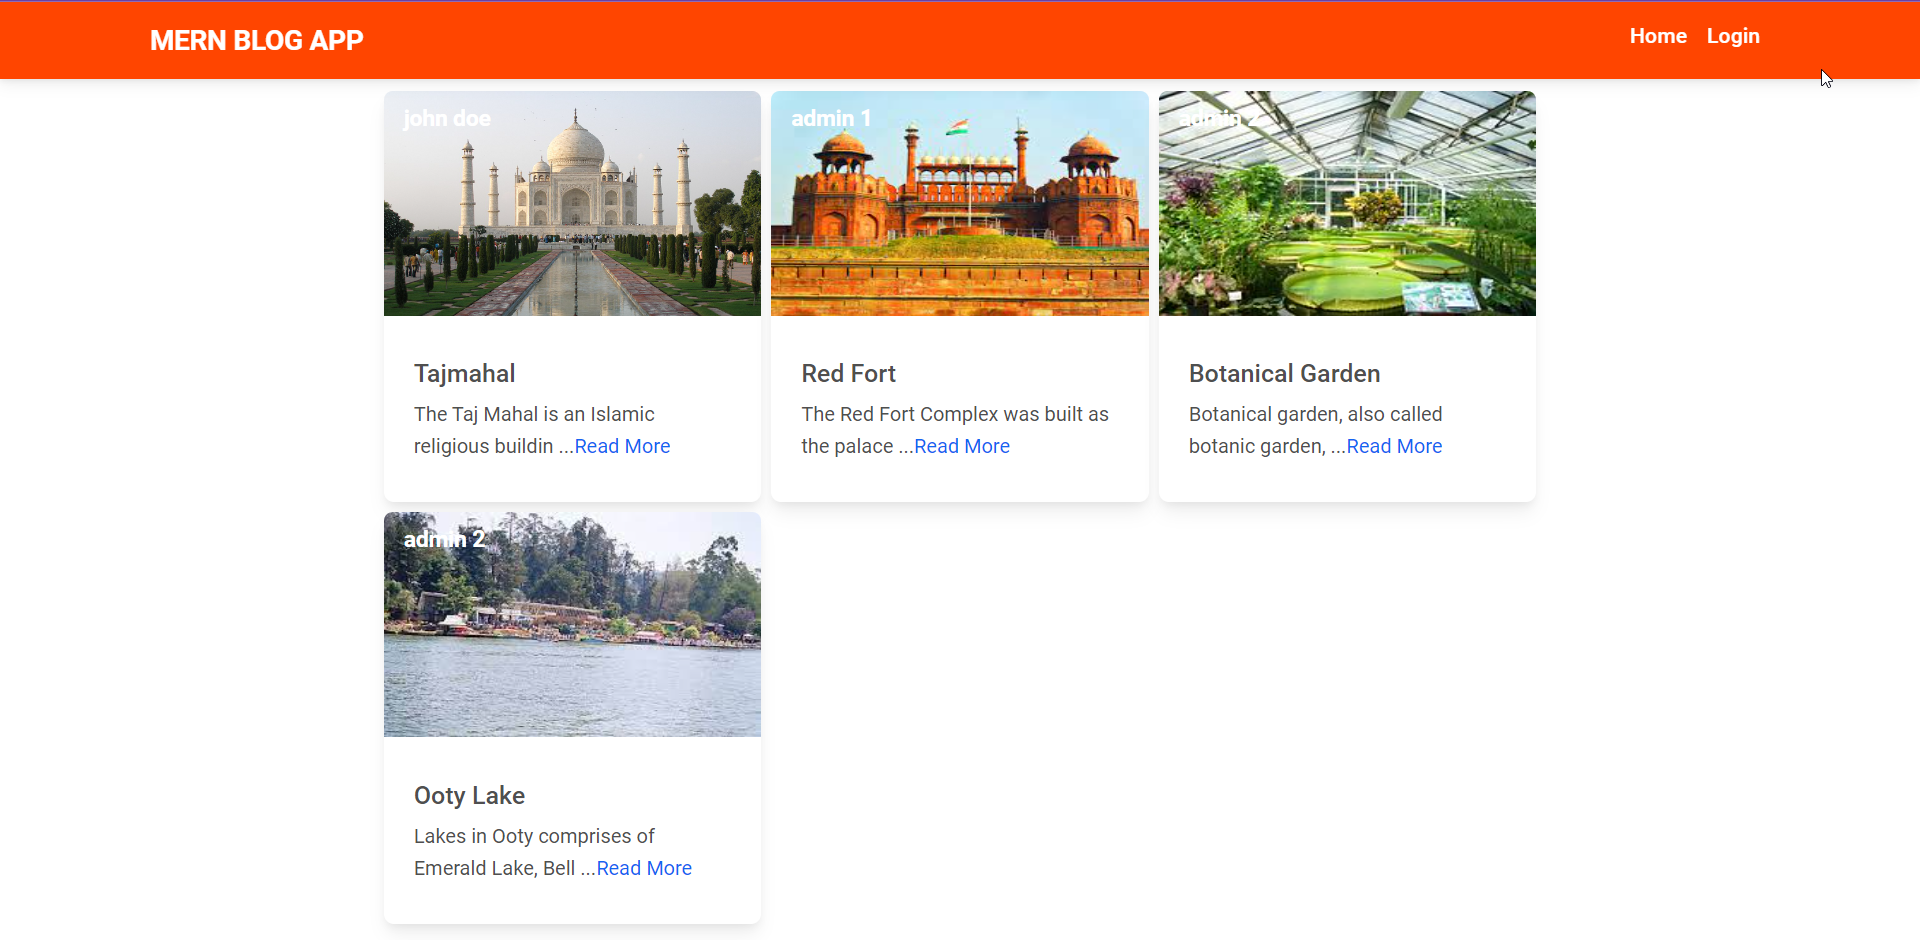 MERN BLOG APP
Home Login
john doe
admin 1
admin 2
Tajmahal
The Taj Mahal is an Islamic
religious buildin ...Read More
Red Fort
The Red Fort Complex was built as
the palace ...Read More
Botanical Garden
Botanical garden, also called
botanic garden, ...Read More
admin 2
Ooty Lake
Lakes in Ooty comprises of
Emerald Lake, Bell ...Read More